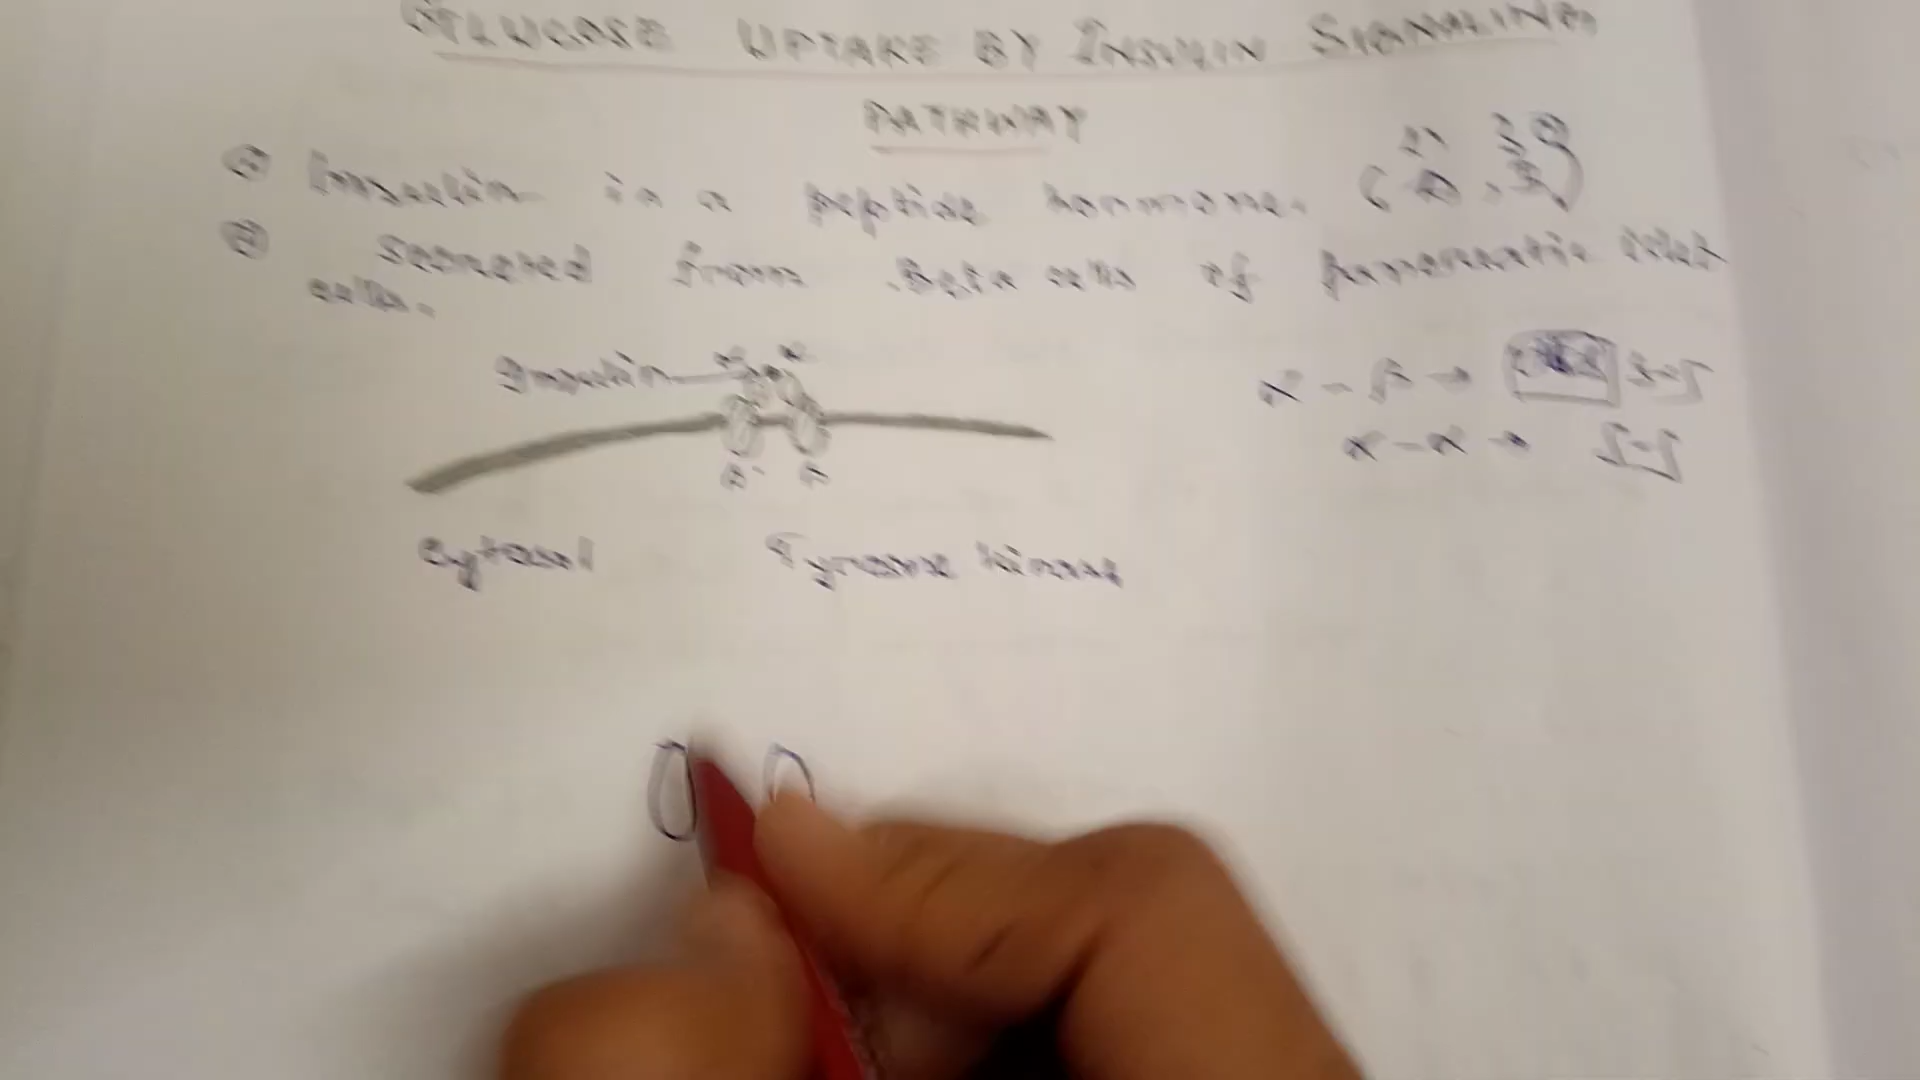 GLUCOSE UPTAKE BY INSULIN SIGNALING
PATHWAY
Insulin is a peptide hormone. (
secreted from Beta cells of pancreatic islet
cells.
Insulin
α - β →
α - α →
Cytosol Tyrosine kinase